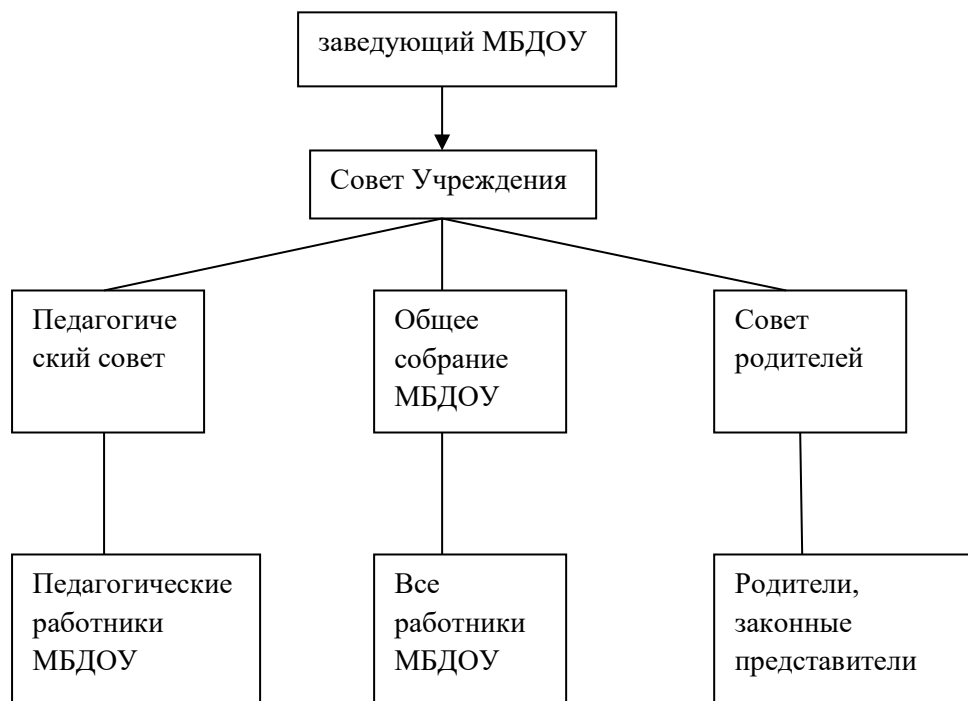 заведующий МБДОУ
Совет Учреждения
Педагогиче
ский совет
Общее
собрание
МБДОУ
Совет
родителей
Педагогические
работники
МБДОУ
Все
работники
МБДОУ
Родители,
законные
представители